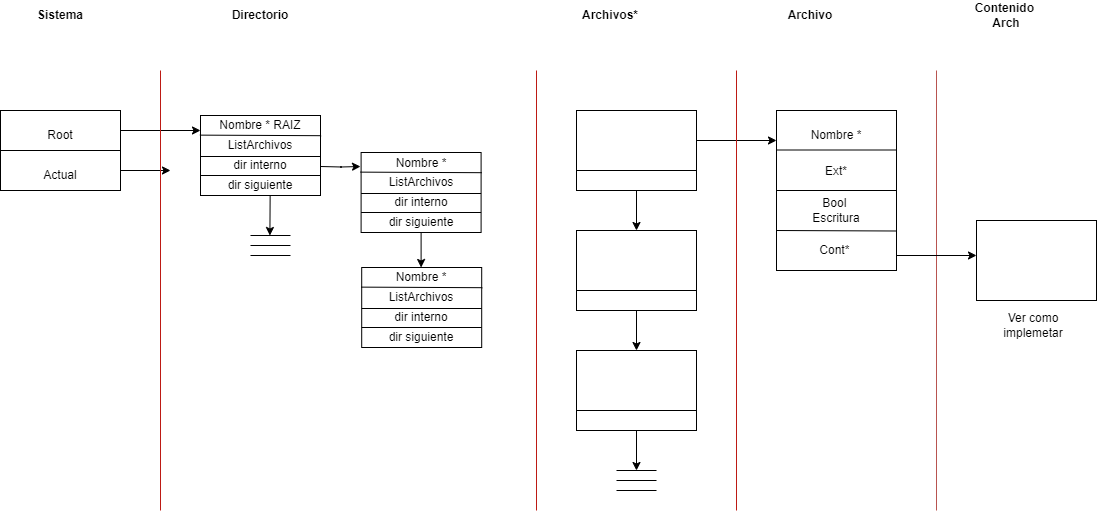 Sistema
Directorio
Archivos*
Archivo
Contenido
Arch
Root
Actual
Nombre * RAIZ
ListArchivos
dir interno
dir siguiente
Nombre *
ListArchivos
dir interno
dir siguiente
Nombre *
ListArchivos
dir interno
dir siguiente
Nombre *
Ext*
Bool
Escritura
Cont*
Ver como
implemetar